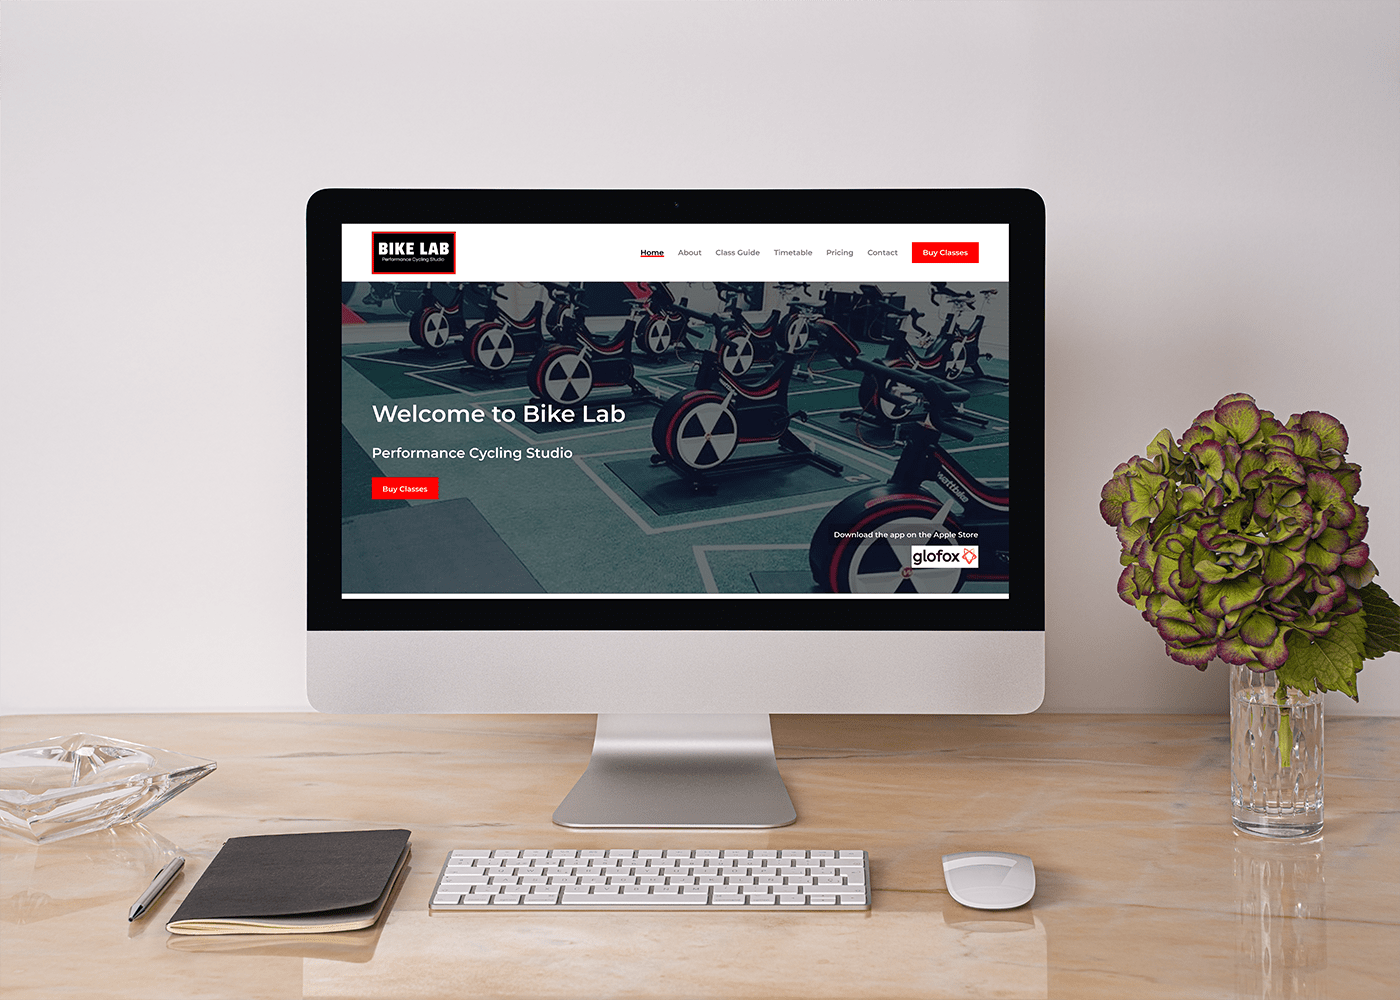 BIKE LAB
Performance Cycling Studio
Home About Class Guide Timetable Pricing Contact Buy Classes
Welcome to Bike Lab
Performance Cycling Studio
Buy Classes
wattbike
Download the app on the Apple Store
glofox